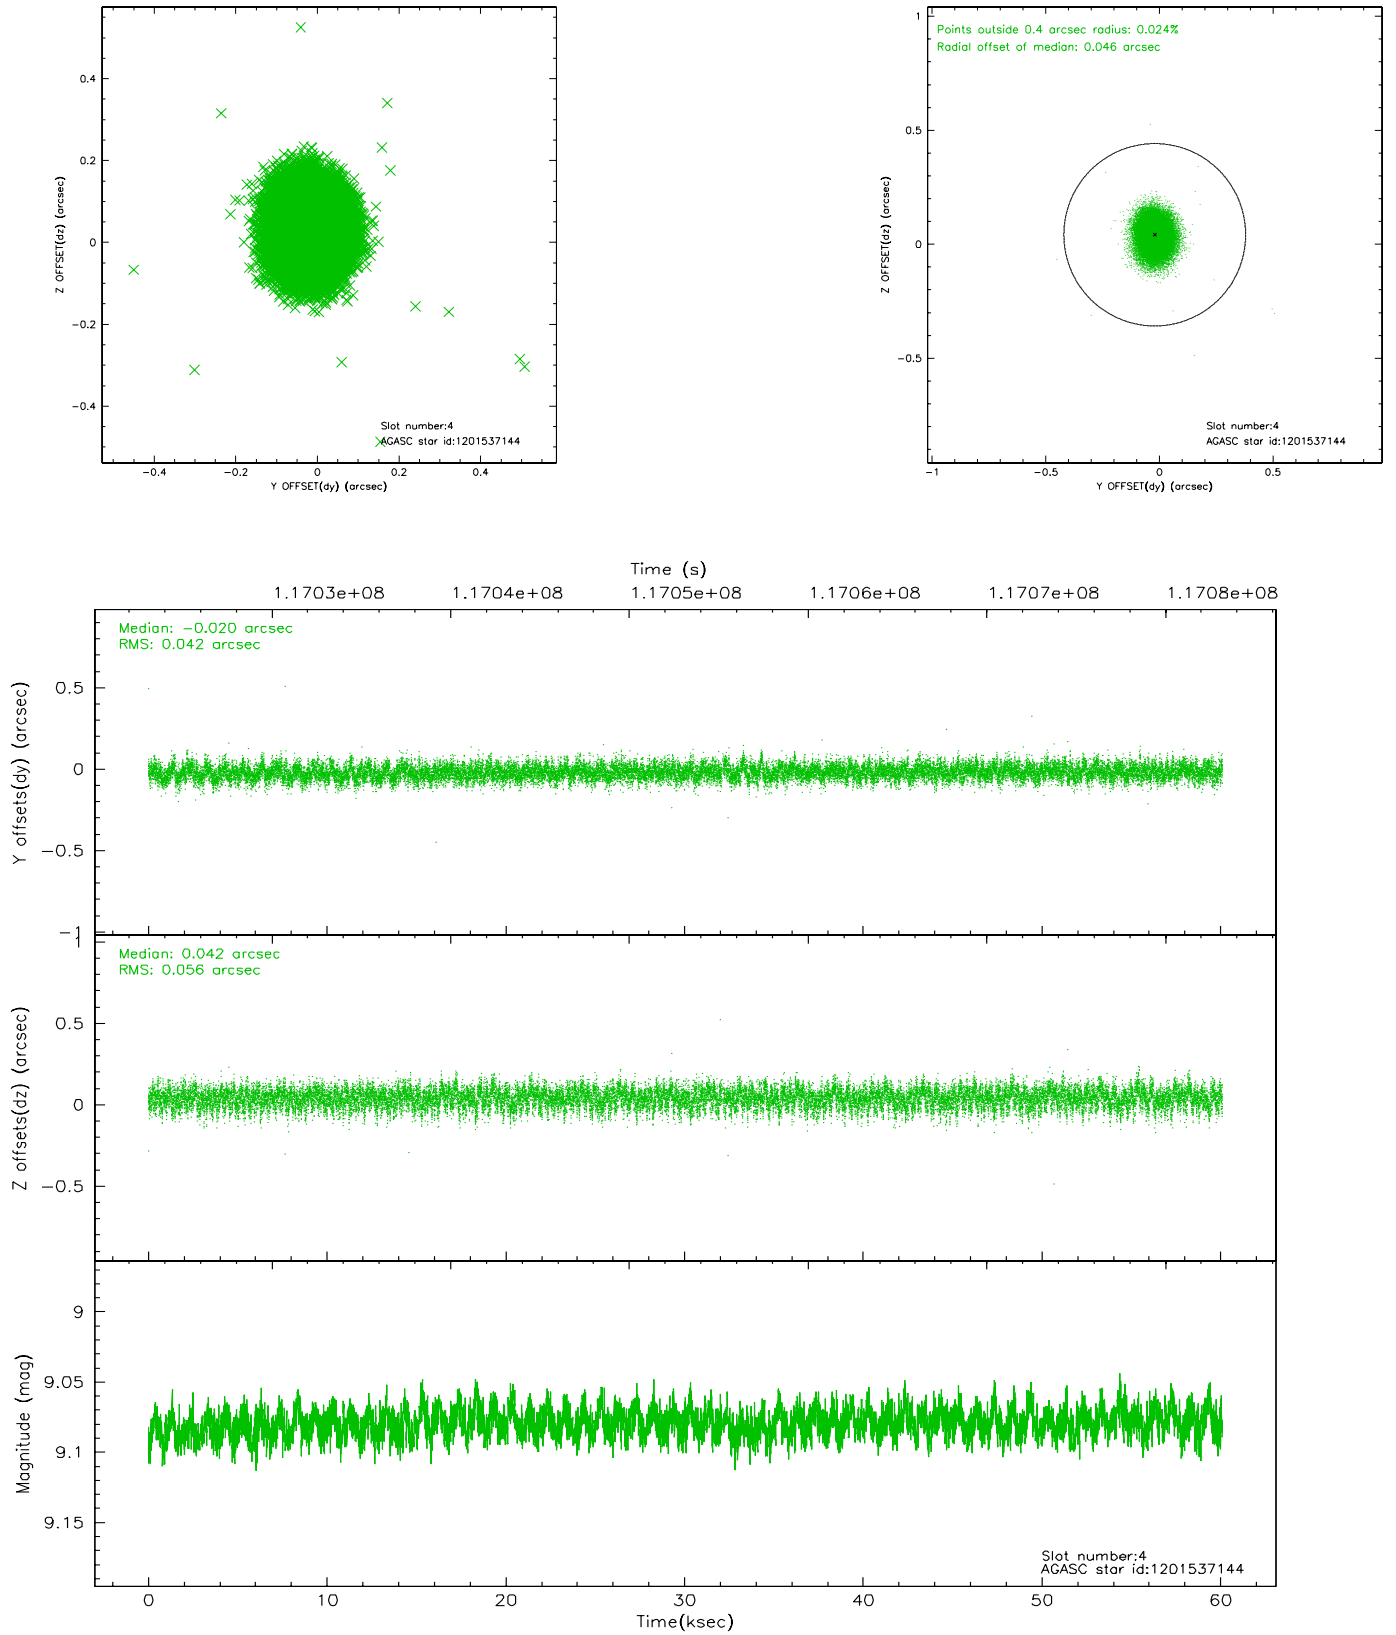 0.4
0.2
0
−0.2
−0.4
Z OFFSET(dz) (arcsec)
Slot number:4
AGASC star id:1201537144
−0.4
−0.2
0
0.2
0.4
Y OFFSET(dy) (arcsec)
Points outside 0.4 arcsec radius: 0.024%
Radial offset of median: 0.046 arcsec
1
0.5
0
−0.5
Z OFFSET(dz) (arcsec)
Slot number:4
AGASC star id:1201537144
−1
−0.5
0
0.5
Y OFFSET(dy) (arcsec)
Time (s)
1.1703e+08
1.1704e+08
1.1705e+08
1.1706e+08
1.1707e+08
1.1708e+08
Median: −0.020 arcsec
RMS: 0.042 arcsec
0.5
0
−0.5
−1
Y offsets(dy) (arcsec)
Median: 0.042 arcsec
RMS: 0.056 arcsec
1
0.5
0
−0.5
Z offsets(dz) (arcsec)
9
9.05
9.1
9.15
Magnitude (mag)
Slot number:4
AGASC star id:1201537144
0
10
20
30
40
50
60
Time(ksec)